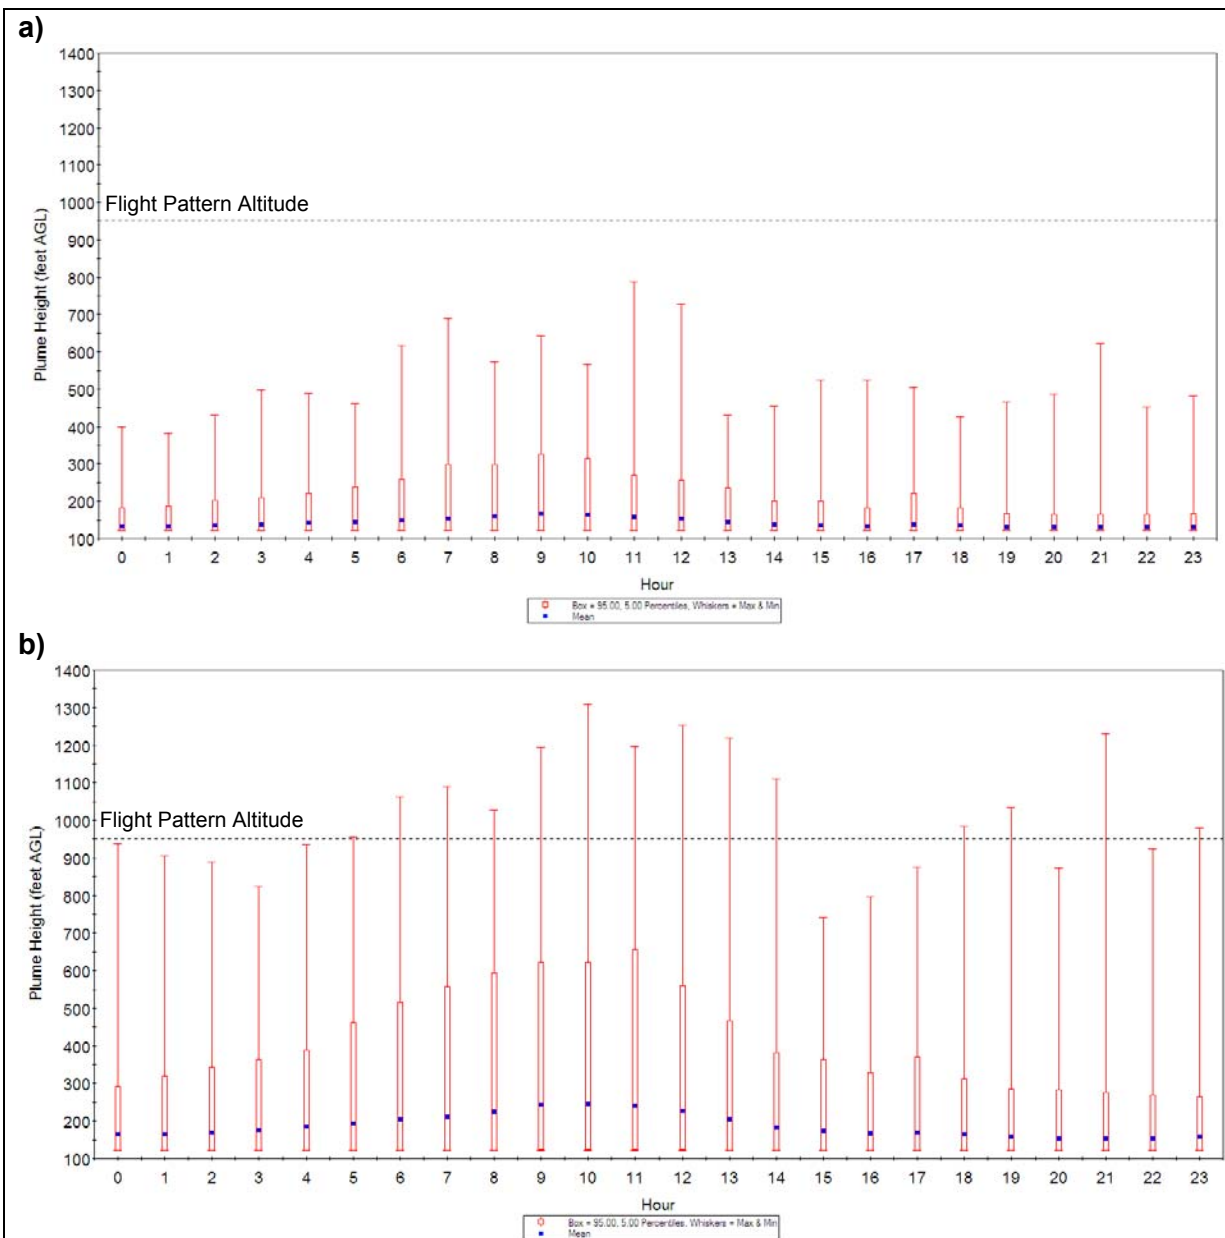 a)
1400
1300
1200
1100
1000
900
800
700
600
500
400
300
200
100
Plume Height (feet AGL)
Flight Pattern Altitude
0 1 2 3 4 5 6 7 8 9 10 11 12 13 14 15 16 17 18 19 20 21 22 23
Hour
Box = 95.00, 5.00 Percentiles, Whiskers = Max & Min
Mean
b)
1400
1300
1200
1100
1000
900
800
700
600
500
400
300
200
100
Plume Height (feet AGL)
Flight Pattern Altitude
0 1 2 3 4 5 6 7 8 9 10 11 12 13 14 15 16 17 18 19 20 21 22 23
Hour
Box = 95.00, 5.00 Percentiles, Whiskers = Max & Min
Mean